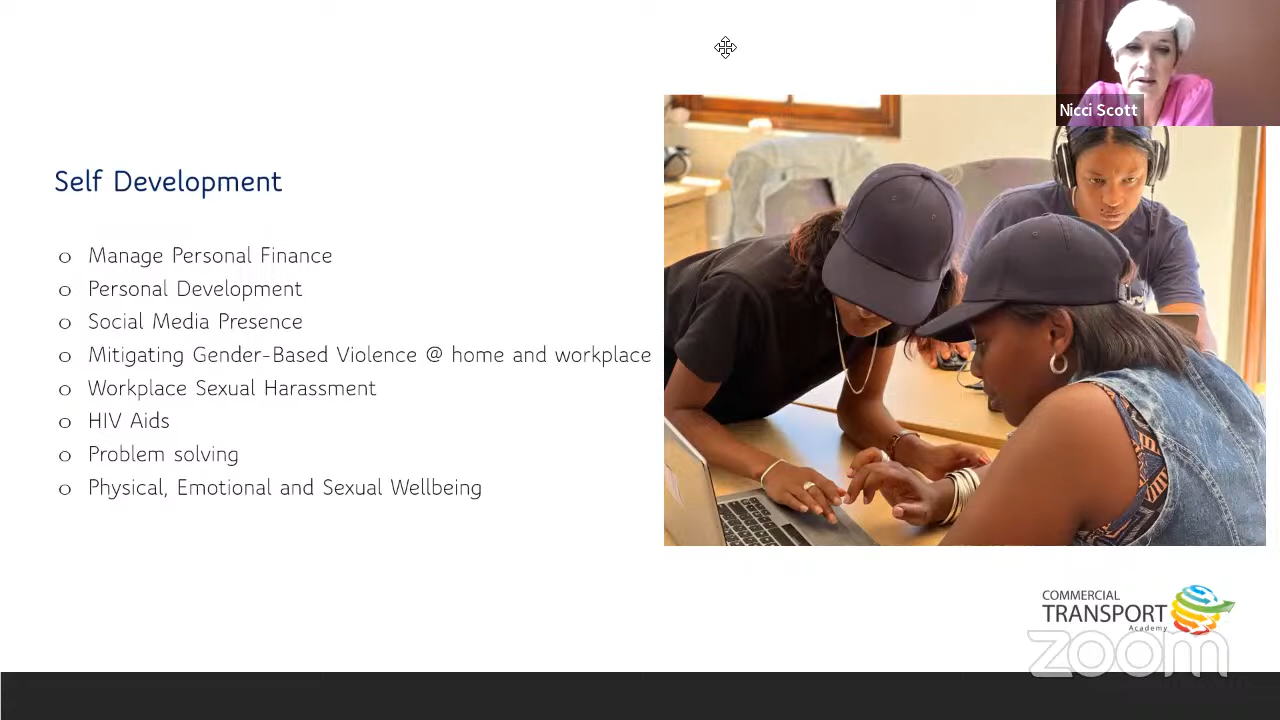 Nicci Scott
Self Development
o Manage Personal Finance
o Personal Development
o Social Media Presence
o Mitigating Gender-Based Violence @ home and workplace
o Workplace Sexual Harassment
o HIV Aids
o Problem solving
o Physical, Emotional and Sexual Wellbeing
COMMERCIAL
TRANSPORT
Academy
zoom